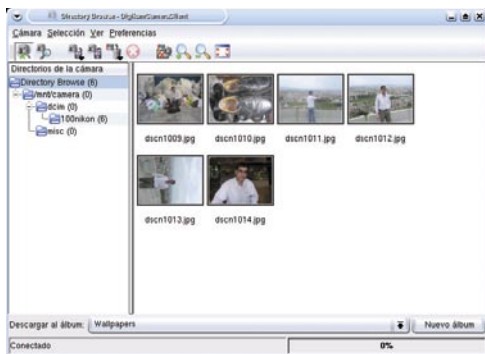 Directory Browse - DigikamCameraClient
Cámara Selección Ver Preferencias
Directorios de la cámara
Directory Browse (6)
/mnt/camera (0)
dcim (0)
100nikon (6)
misc (0)
dscn1009.jpg
dscn1010.jpg
dscn1011.jpg
dscn1012.jpg
dscn1013.jpg
dscn1014.jpg
Descargar al álbum: Wallpapers
Nuevo álbum
Conectado
0%